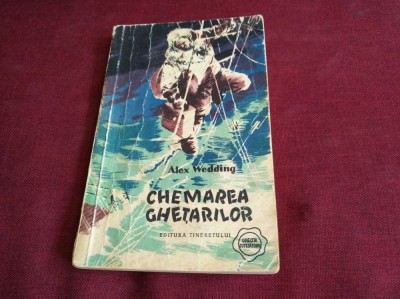 Alex Wedding
CHEMAREA
GHEȚARILOR
EDITURA TINERETULUI